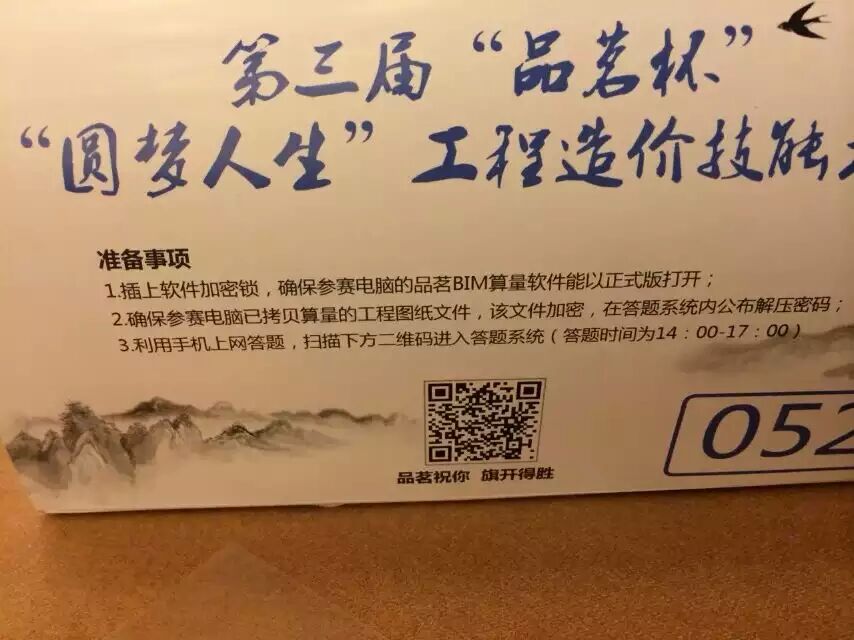 第三届“品茗杯”
“圆梦人生”工程造价技能
准备事项
1.插上软件加密锁，确保参赛电脑的品茗BIM算量软件能以正式版打开；
2.确保参赛电脑已拷贝算量的工程图纸文件，该文件加密，在答题系统内公布解压密码；
3.利用手机上网答题，扫描下方二维码进入答题系统（答题时间为14：00-17：00）
052
品茗祝你 旗开得胜